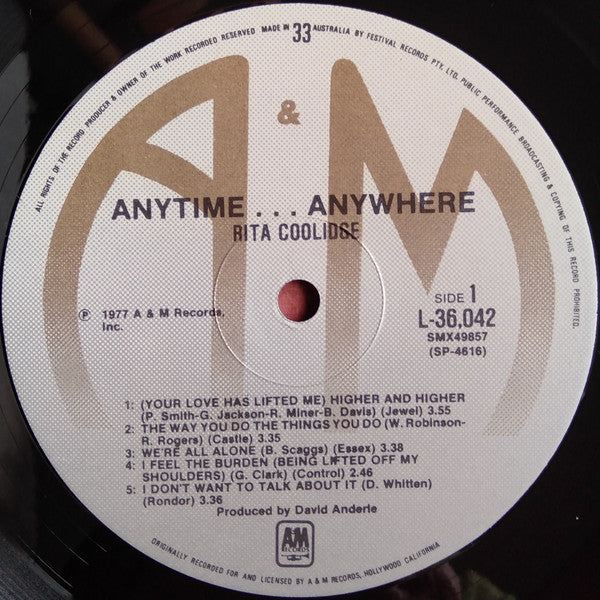 ALL RIGHTS OF THE RECORD PRODUCER & OWNER OF THE WORK RECORDED RESERVED MADE IN 33 AUSTRALIA BY FESTIVAL RECORDS PTY. LTD. PUBLIC PERFORMANCE, BROADCASTING & COPYING OF THIS RECORD PROHIBITED.
A & M
ANYTIME . . . ANYWHERE
RITA COOLIDGE
SIDE 1
L-36,042
SMX49857
(SP-4616)
℗ 1977 A & M Records,
Inc.
1: (YOUR LOVE HAS LIFTED ME) HIGHER AND HIGHER
(P. Smith-G. Jackson-R. Miner-B. Davis) (Jewel) 3.55
2: THE WAY YOU DO THE THINGS YOU DO (W. Robinson-
R. Rogers) (Castle) 3.35
3: WE'RE ALL ALONE (B. Scaggs) (Essex) 3.38
4: I FEEL THE BURDEN (BEING LIFTED OFF MY
SHOULDERS) (G. Clark) (Control) 2.46
5: I DON'T WANT TO TALK ABOUT IT (D. Whitten)
(Rondor) 3.36
Produced by David Anderle
A&M
RECORDS
ORIGINALLY RECORDED FOR AND LICENSED BY A & M RECORDS, HOLLYWOOD CALIFORNIA